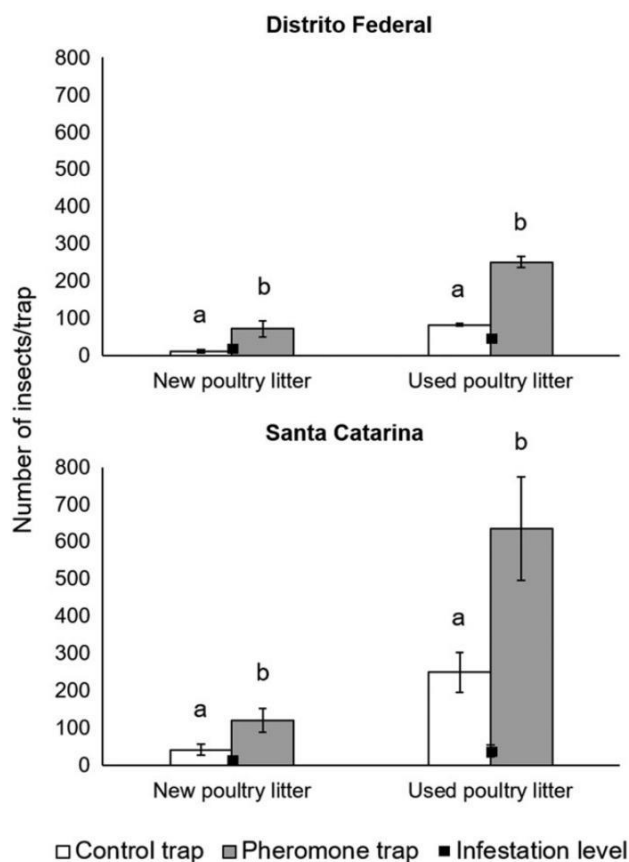 Distrito Federal
800
700
600
500
400
300
200
100
0
a
b
a
b
New poultry litter
Used poultry litter
Number of insects/trap
Santa Catarina
800
700
600
500
400
300
200
100
0
a
b
a
b
New poultry litter
Used poultry litter
Control trap
Pheromone trap
Infestation level